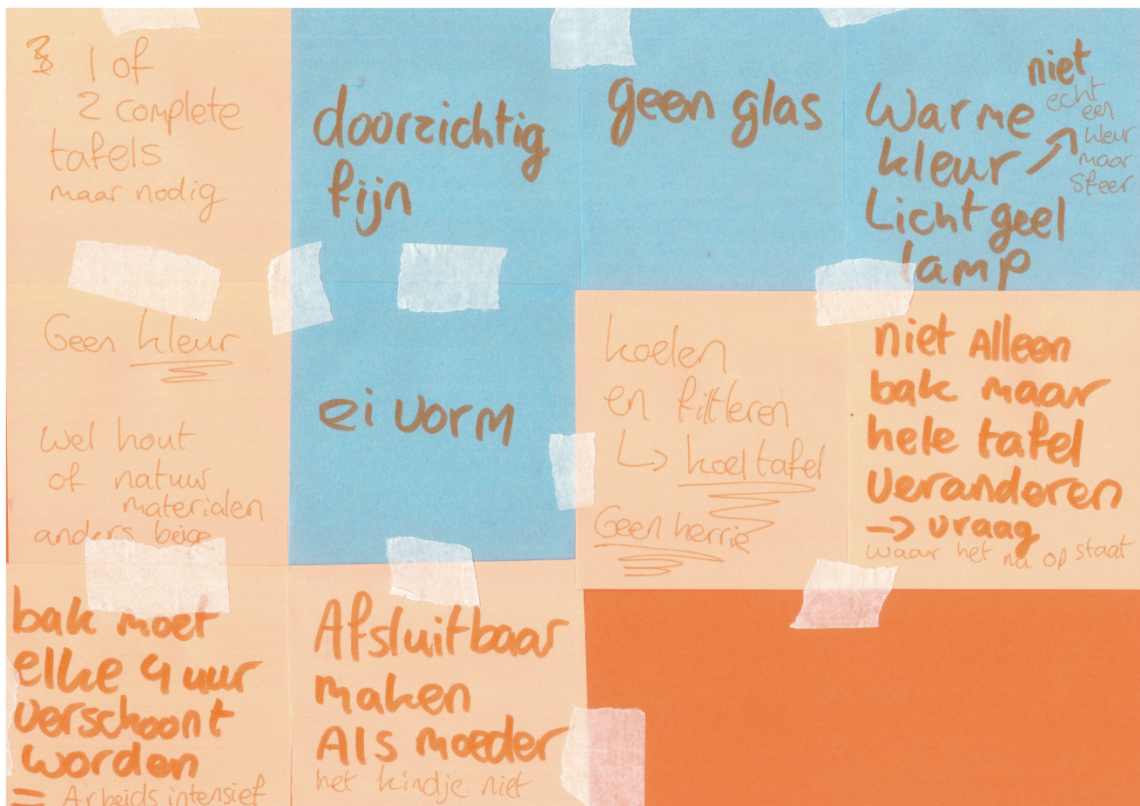 1 of
2 complete
tafels
maar nodig
doorzichtig
fijn
geen glas
Warme
kleur
Licht geel
lamp
niet
echt
een
kleur
maar
sfeer
Geen kleur
wel hout
of natuur
materialen
anders beige
ei vorm
koelen
en filteren
↳ koeltafel
Geen herrie
niet Alleen
bak maar
hele tafel
veranderen
→ vraag
waar het nu op staat
bak moet
elke 4 uur
verschoont
worden
= Arbeidsintensief
Afsluitbaar
maken
Als moeder
het kindje niet